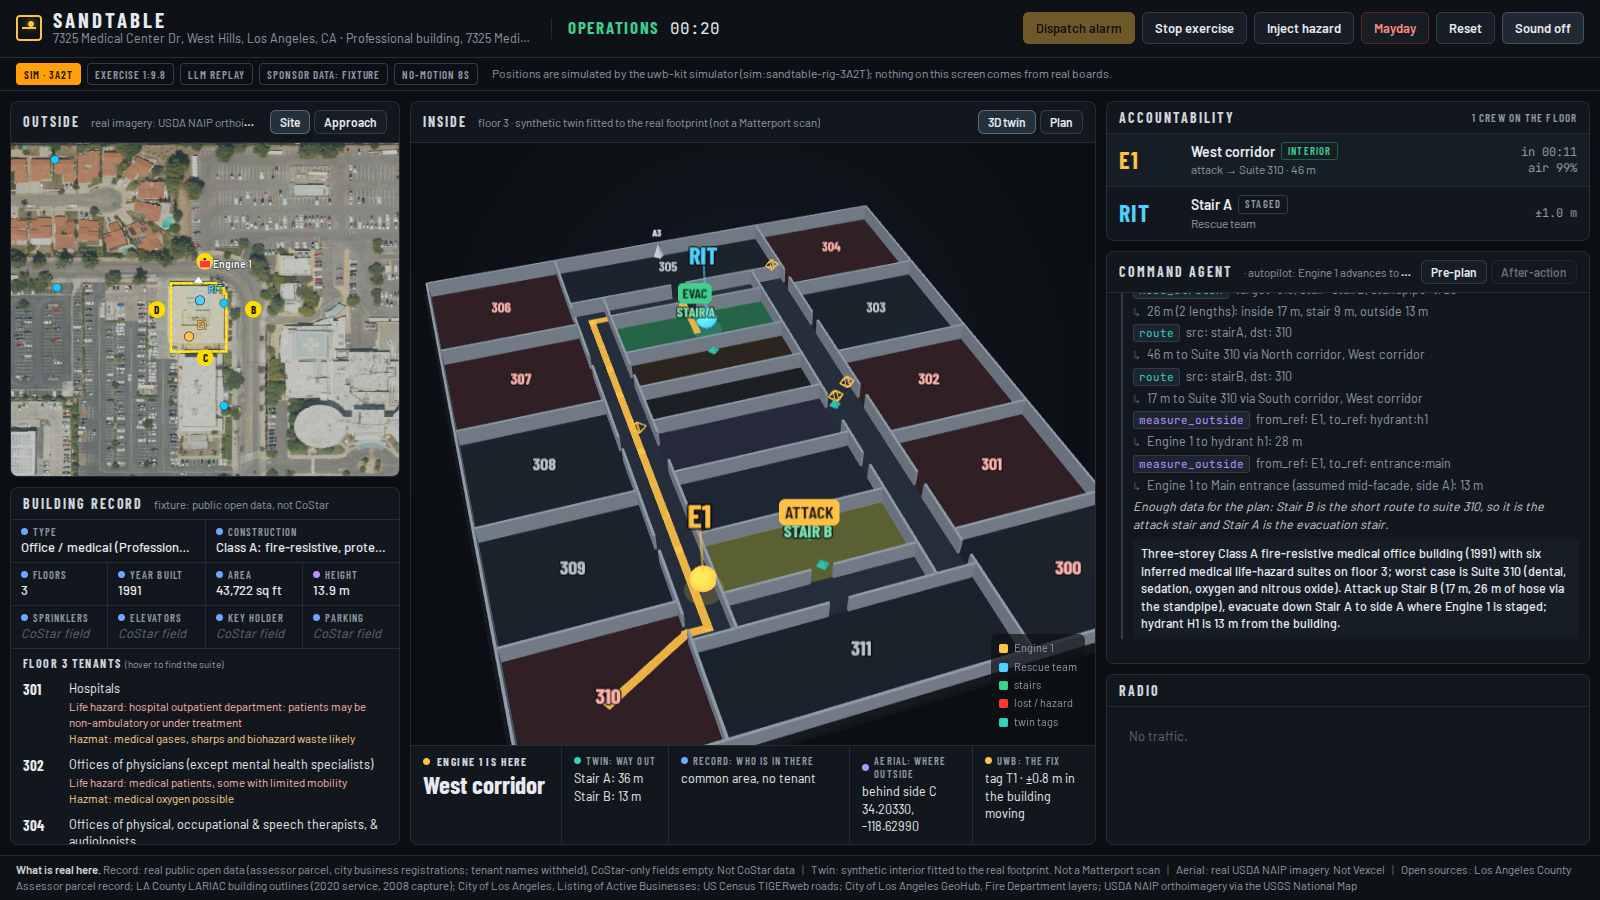 SANDTABLE
7325 Medical Center Dr, West Hills, Los Angeles, CA · Professional building, 7325 Medi...
OPERATIONS 00:20
Dispatch alarm
Stop exercise
Inject hazard
Mayday
Reset
Sound off
SIM · 3A2T
EXERCISE 1:9.8
LLM REPLAY
SPONSOR DATA: FIXTURE
NO-MOTION 8S
Positions are simulated by the uwb-kit simulator (sim:sandtable-rig-3A2T); nothing on this screen comes from real boards.
OUTSIDE real imagery: USDA NAIP orthoi...
Site
Approach
Engine 1
D
B
E1
C
BUILDING RECORD fixture: public open data, not CoStar
TYPE
Office / medical (Profession...
CONSTRUCTION
Class A: fire-resistive, prote...
FLOORS
3
YEAR BUILT
1991
AREA
43,722 sq ft
HEIGHT
13.9 m
SPRINKLERS
CoStar field
ELEVATORS
CoStar field
KEY HOLDER
CoStar field
PARKING
CoStar field
FLOOR 3 TENANTS (hover to find the suite)
301 Hospitals
Life hazard: hospital outpatient department: patients may be
non-ambulatory or under treatment
Hazmat: medical gases, sharps and biohazard waste likely
302 Offices of physicians (except mental health specialists)
Life hazard: medical patients, some with limited mobility
Hazmat: medical oxygen possible
304 Offices of physical, occupational & speech therapists, &
audiologists
INSIDE floor 3 · synthetic twin fitted to the real footprint (not a Matterport scan)
3D twin
Plan
A3
RIT
304
305
EVAC
STAIR A
306
303
307
302
308
301
E1
ATTACK
STAIR B
309
300
311
310
Engine 1
Rescue team
stairs
lost / hazard
twin tags
ENGINE 1 IS HERE
West corridor
TWIN: WAY OUT
Stair A: 36 m
Stair B: 13 m
RECORD: WHO IS IN THERE
common area, no tenant
AERIAL: WHERE
OUTSIDE
behind side C
34.20330,
-118.62990
UWB: THE FIX
tag T1 · ±0.8 m in
the building
moving
ACCOUNTABILITY
1 CREW ON THE FLOOR
E1
West corridor INTERIOR
attack → Suite 310 · 46 m
in 00:11
air 99%
RIT
Stair A STAGED
Rescue team
±1.0 m
COMMAND AGENT · autopilot: Engine 1 advances to ...
Pre-plan
After-action
↳ 26 m (2 lengths): inside 17 m, stair 9 m, outside 13 m
route src: stairA, dst: 310
↳ 46 m to Suite 310 via North corridor, West corridor
route src: stairB, dst: 310
↳ 17 m to Suite 310 via South corridor, West corridor
measure_outside from_ref: E1, to_ref: hydrant:h1
↳ Engine 1 to hydrant h1: 28 m
measure_outside from_ref: E1, to_ref: entrance:main
↳ Engine 1 to Main entrance (assumed mid-facade, side A): 13 m
Enough data for the plan: Stair B is the short route to suite 310, so it is the
attack stair and Stair A is the evacuation stair.
Three-storey Class A fire-resistive medical office building (1991) with six
inferred medical life-hazard suites on floor 3; worst case is Suite 310 (dental,
sedation, oxygen and nitrous oxide). Attack up Stair B (17 m, 26 m of hose via
the standpipe), evacuate down Stair A to side A where Engine 1 is staged;
hydrant H1 is 13 m from the building.
RADIO
No traffic.
What is real here. Record: real public open data (assessor parcel, city business registrations; tenant names withheld), CoStar-only fields empty. Not CoStar data | Twin: synthetic interior fitted to the real footprint. Not a Matterport scan | Aerial: real USDA NAIP imagery. Not Vexcel | Open sources: Los Angeles County
Assessor parcel record; LA County LARIAC building outlines (2020 service, 2008 capture); City of Los Angeles, Listing of Active Businesses; US Census TIGERweb roads; City of Los Angeles GeoHub, Fire Department layers; USDA NAIP orthoimagery via the USGS National Map